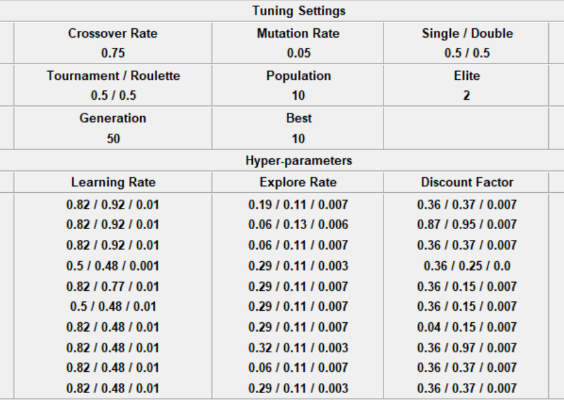 Tuning Settings
Crossover Rate Mutation Rate Single / Double
0.75 0.05 0.5 / 0.5
Tournament / Roulette Population Elite
0.5 / 0.5 10 2
Generation Best
50 10
Hyper-parameters
Learning Rate Explore Rate Discount Factor
0.82 / 0.92 / 0.01 0.19 / 0.11 / 0.007 0.36 / 0.37 / 0.007
0.82 / 0.92 / 0.01 0.06 / 0.13 / 0.006 0.87 / 0.95 / 0.007
0.82 / 0.92 / 0.01 0.06 / 0.11 / 0.007 0.36 / 0.37 / 0.007
0.5 / 0.48 / 0.001 0.29 / 0.11 / 0.003 0.36 / 0.25 / 0.0
0.82 / 0.77 / 0.01 0.29 / 0.11 / 0.007 0.36 / 0.15 / 0.007
0.5 / 0.48 / 0.01 0.29 / 0.11 / 0.007 0.36 / 0.15 / 0.007
0.82 / 0.48 / 0.01 0.29 / 0.11 / 0.007 0.04 / 0.15 / 0.007
0.82 / 0.48 / 0.01 0.32 / 0.11 / 0.003 0.36 / 0.97 / 0.007
0.82 / 0.48 / 0.01 0.06 / 0.11 / 0.007 0.36 / 0.37 / 0.007
0.82 / 0.48 / 0.01 0.29 / 0.11 / 0.003 0.36 / 0.37 / 0.007